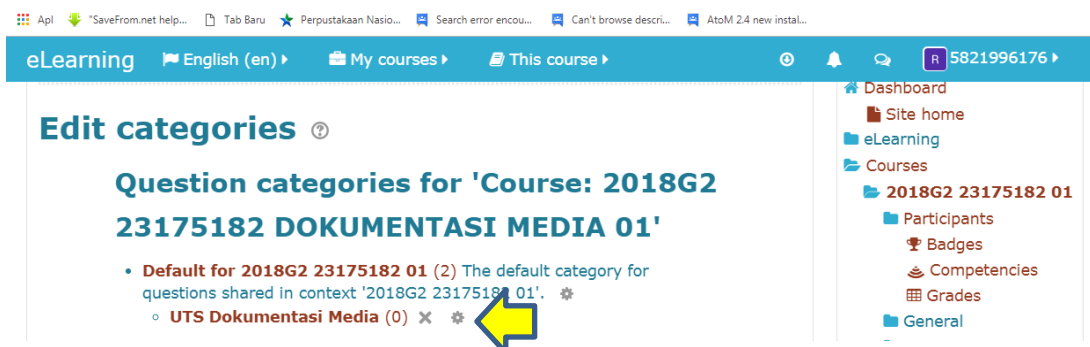 Apl "SaveFrom.net help... Tab Baru Perpustakaan Nasio... Search error encou... Can't browse descri... AtoM 2.4 new instal...
eLearning English (en) My courses This course R 5821996176
Edit categories
Question categories for 'Course: 2018G2
23175182 DOKUMENTASI MEDIA 01'
Default for 2018G2 23175182 01 (2) The default category for
questions shared in context '2018G2 23175182 01'.
UTS Dokumentasi Media (0)
Dashboard
Site home
eLearning
Courses
2018G2 23175182 01
Participants
Badges
Competencies
Grades
General